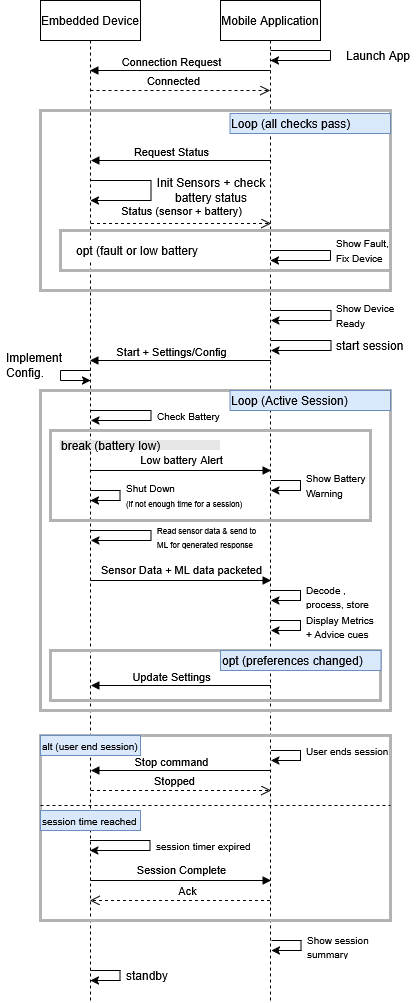 Embedded Device
Mobile Application
Launch App
Connection Request
Connected
Loop (all checks pass)
Request Status
Init Sensors + check
battery status
Status (sensor + battery)
opt (fault or low battery
Show Fault,
Fix Device
Show Device
Ready
start session
Start + Settings/Config
Implement
Config.
Loop (Active Session)
Check Battery
break (battery low)
Low battery Alert
Show Battery
Warning
Shut Down
(if not enough time for a session)
Read sensor data & send to
ML for generated response
Sensor Data + ML data packeted
Decode ,
process, store
Display Metrics
+ Advice cues
opt (preferences changed)
Update Settings
alt (user end session)
User ends session
Stop command
Stopped
session time reached
session timer expired
Session Complete
Ack
Show session
summary
standby